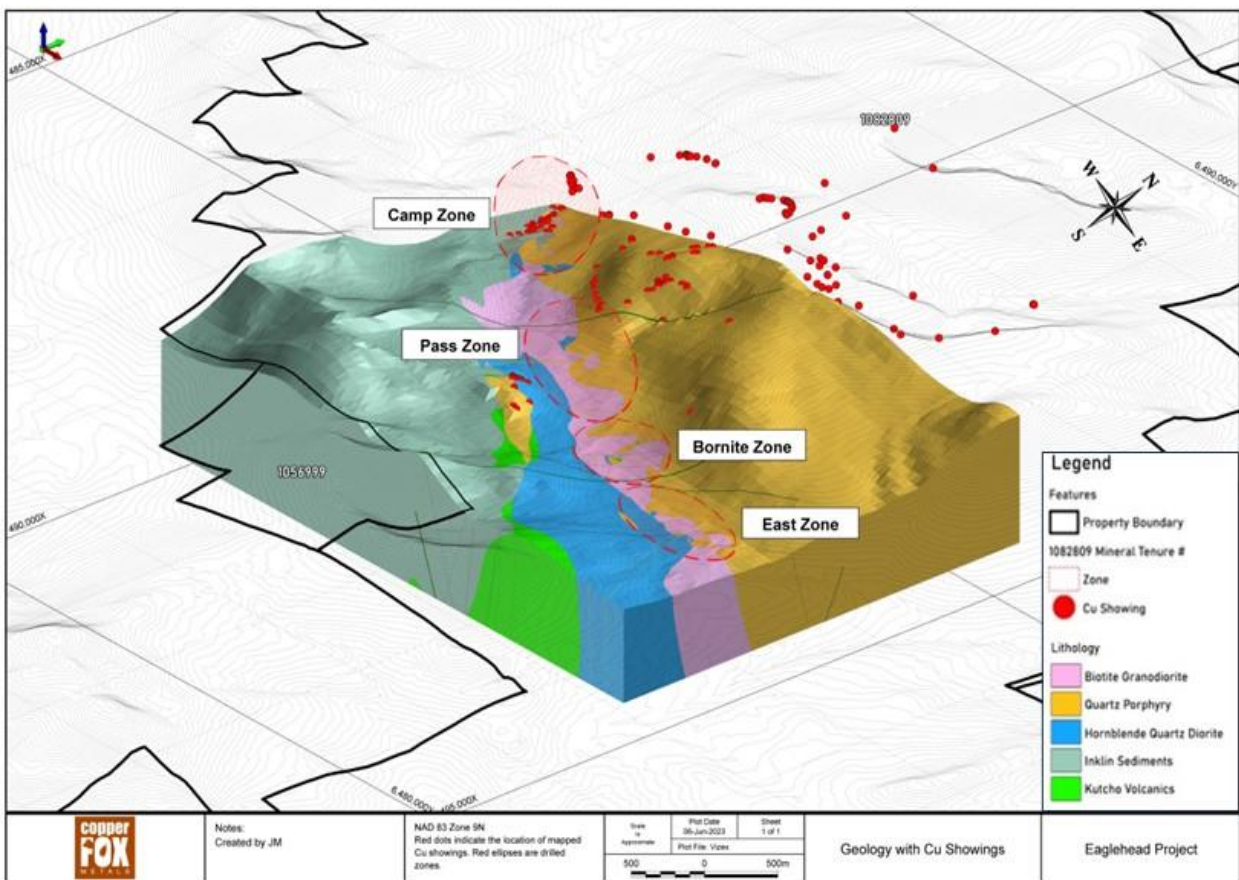 485,000X
1082809
6,490,000Y
W
N
S
E
Camp Zone
Pass Zone
Bornite Zone
East Zone
1056999
490,000X
6,480,000Y
495,000X
Legend
Features
Property Boundary
1082809 Mineral Tenure #
Zone
Cu Showing
Lithology
Biotite Granodiorite
Quartz Porphyry
Hornblende Quartz Diorite
Inklin Sediments
Kutcho Volcanics
copper
FOX
METALS
Notes:
Created by JM
NAD 83 Zone 9N
Red dots indicate the location of mapped
Cu showings. Red ellipses are drilled
zones.
Scale
is
Approximate
Plot Date
06-Jun-2023
Sheet
1 of 1
Plot File: Vizex
500 0 500m
Geology with Cu Showings
Eaglehead Project